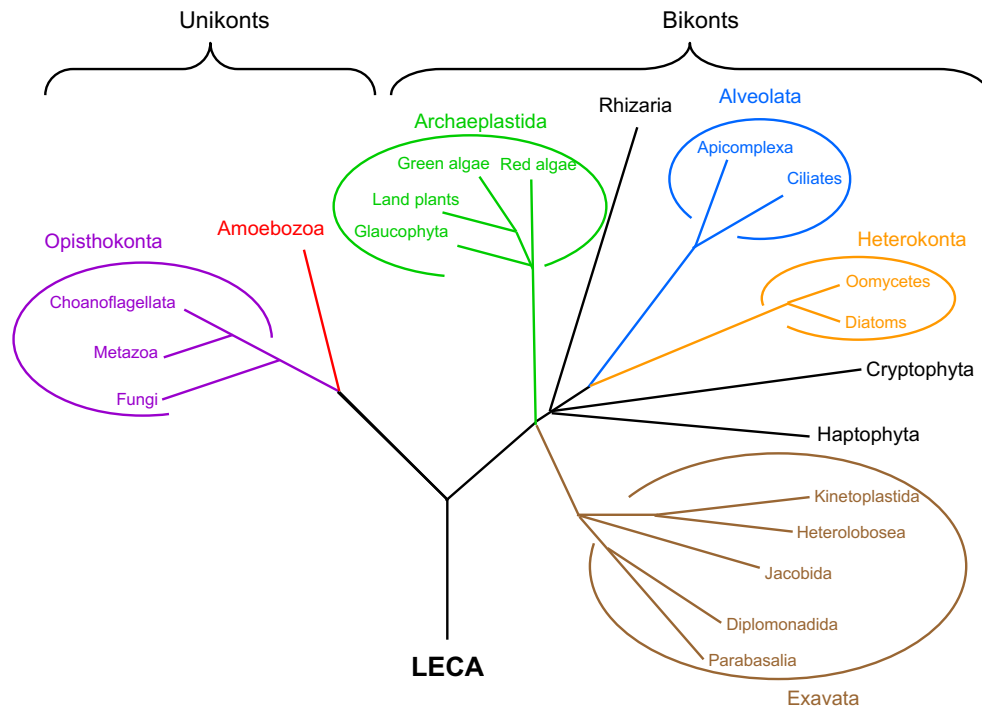 Unikonts
Bikonts
Archaeplastida
Green algae
Red algae
Land plants
Glaucophyta
Rhizaria
Alveolata
Apicomplexa
Ciliates
Opisthokonta
Choanoflagellata
Metazoa
Fungi
Amoebozoa
Heterokonta
Oomycetes
Diatoms
Cryptophyta
Haptophyta
Kinetoplastida
Heterolobosea
Jacobida
Diplomonadida
Parabasalia
Exavata
LECA